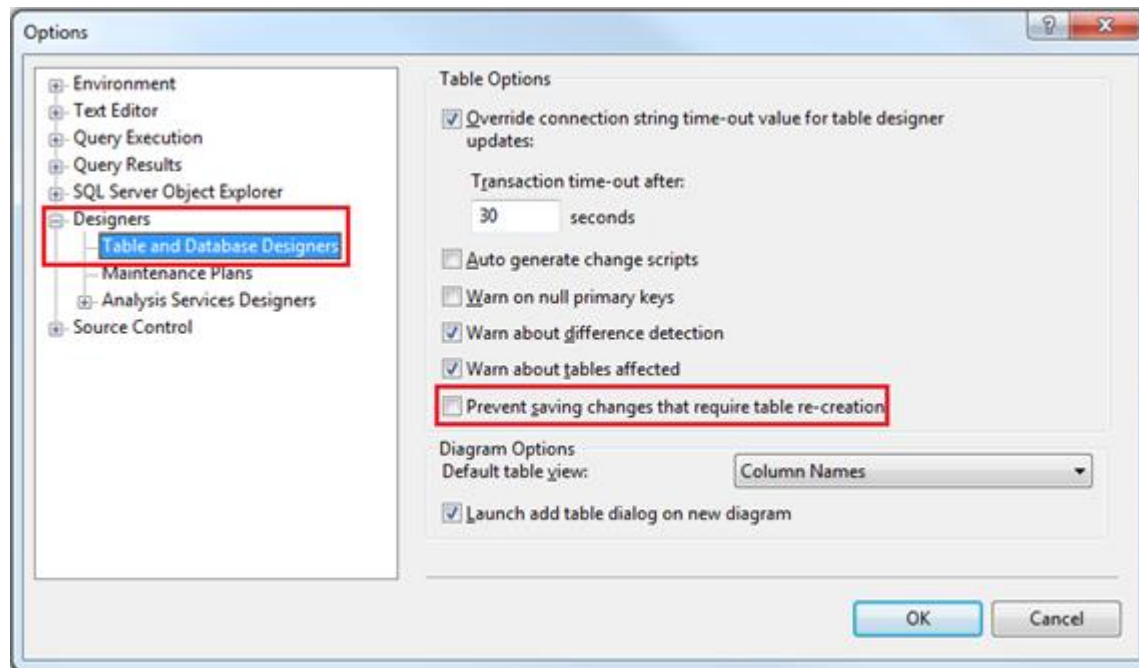 Options
Environment
Text Editor
Query Execution
Query Results
SQL Server Object Explorer
Designers
Table and Database Designers
Maintenance Plans
Analysis Services Designers
Source Control
Table Options
Override connection string time-out value for table designer
updates:
Transaction time-out after:
30 seconds
Auto generate change scripts
Warn on null primary keys
Warn about difference detection
Warn about tables affected
Prevent saving changes that require table re-creation
Diagram Options
Default table view: Column Names
Launch add table dialog on new diagram
OK Cancel